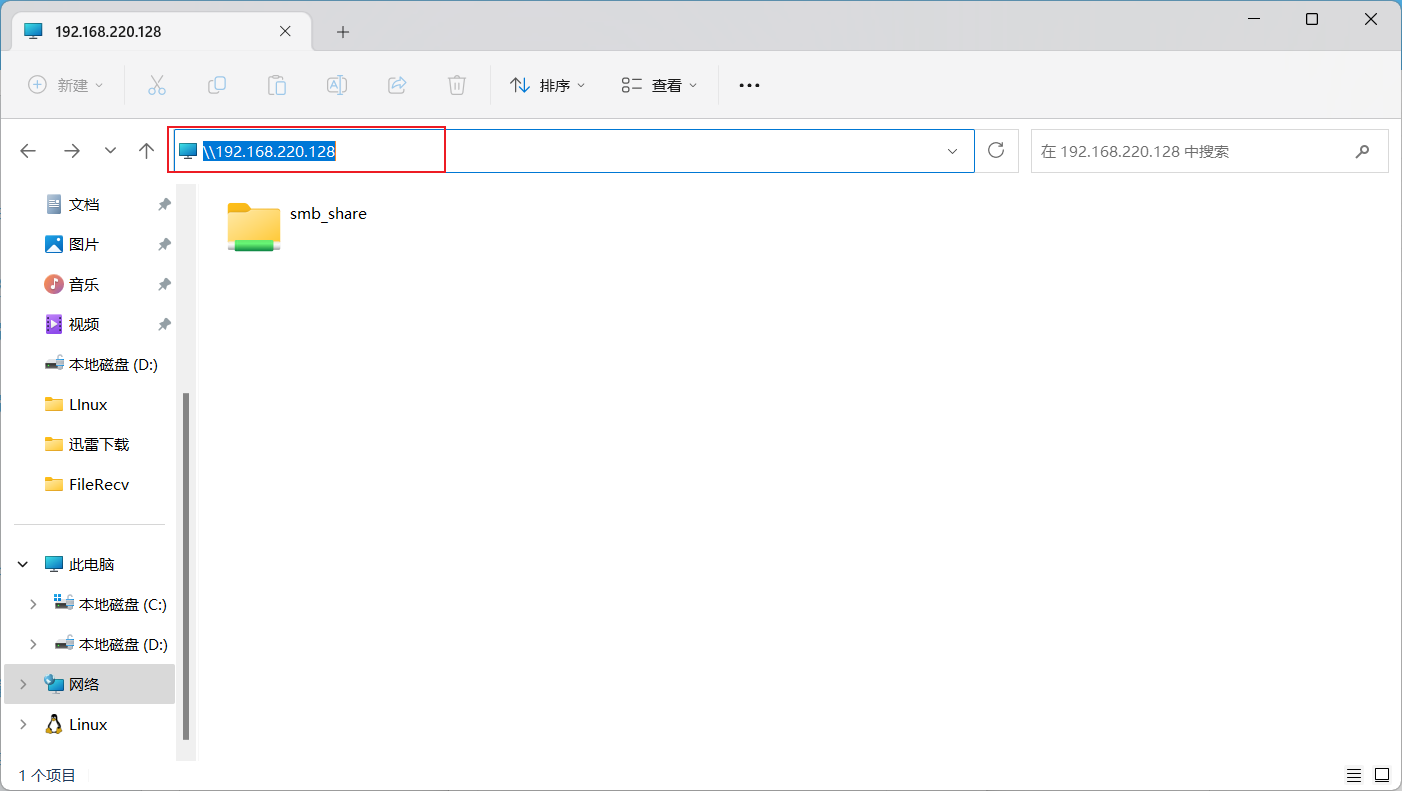 192.168.220.128
新建
排序
查看
\\192.168.220.128
在 192.168.220.128 中搜索
文档
图片
音乐
视频
本地磁盘 (D:)
LInux
迅雷下载
FileRecv
此电脑
本地磁盘 (C:)
本地磁盘 (D:)
网络
Linux
smb_share
1 个项目